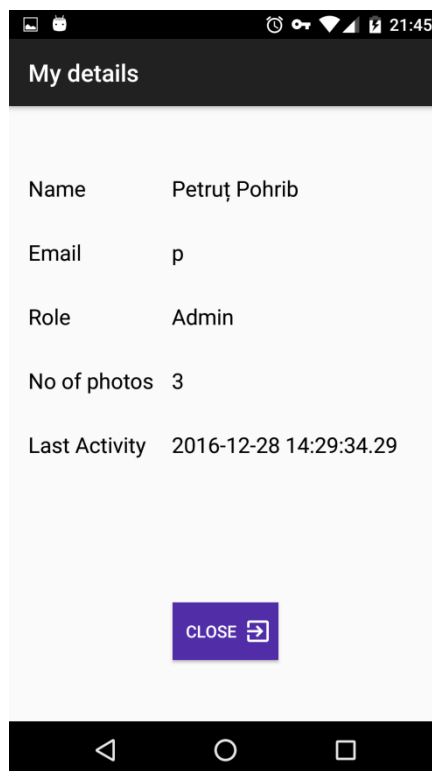 21:45
My details
Name Petruț Pohrib
Email p
Role Admin
No of photos 3
Last Activity 2016-12-28 14:29:34.29
CLOSE